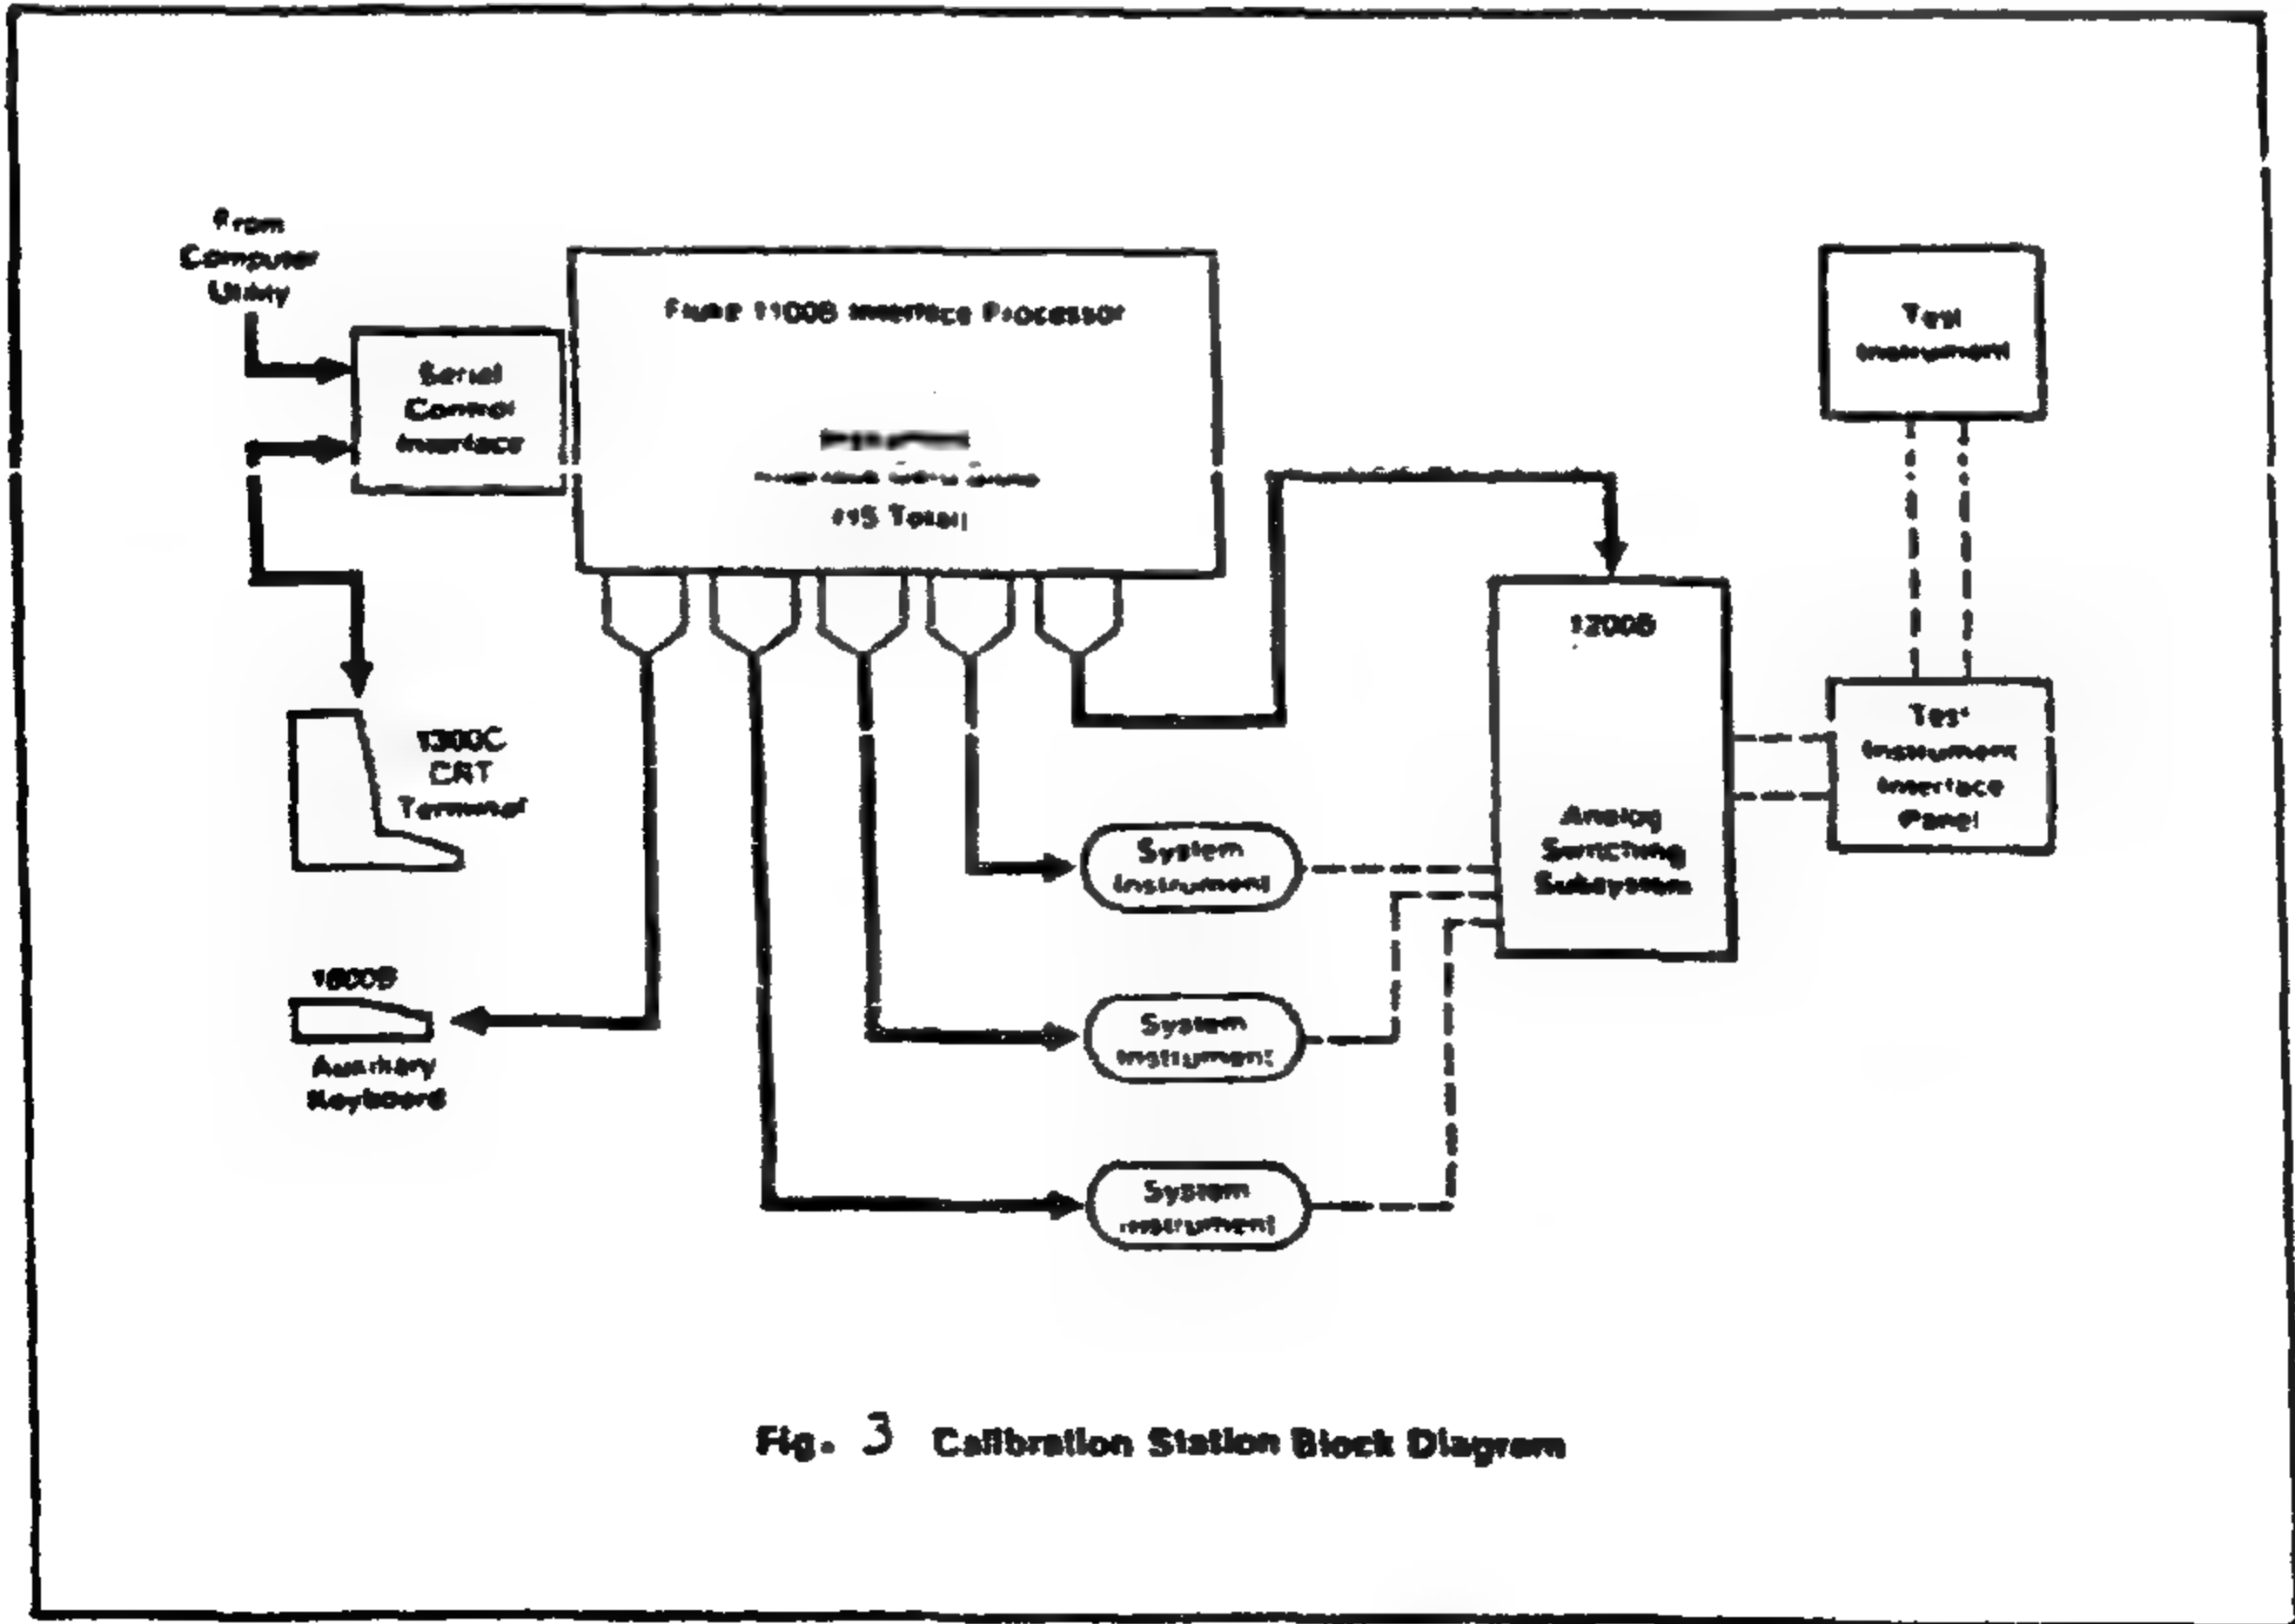 From
Computer
Utility
Serial
Control
Interface
Fluke 1100B Interface Processor
(15 Total)
1300C
CRT
Terminal
Auxiliary
Keyboard
System
Instrument
System
Instrument
System
Instrument
1200B
Analog
Switching
Subsystem
Test
Instrument
Test
Instrument
Interface
Panel
Fig. 3 Calibration Station Block Diagram